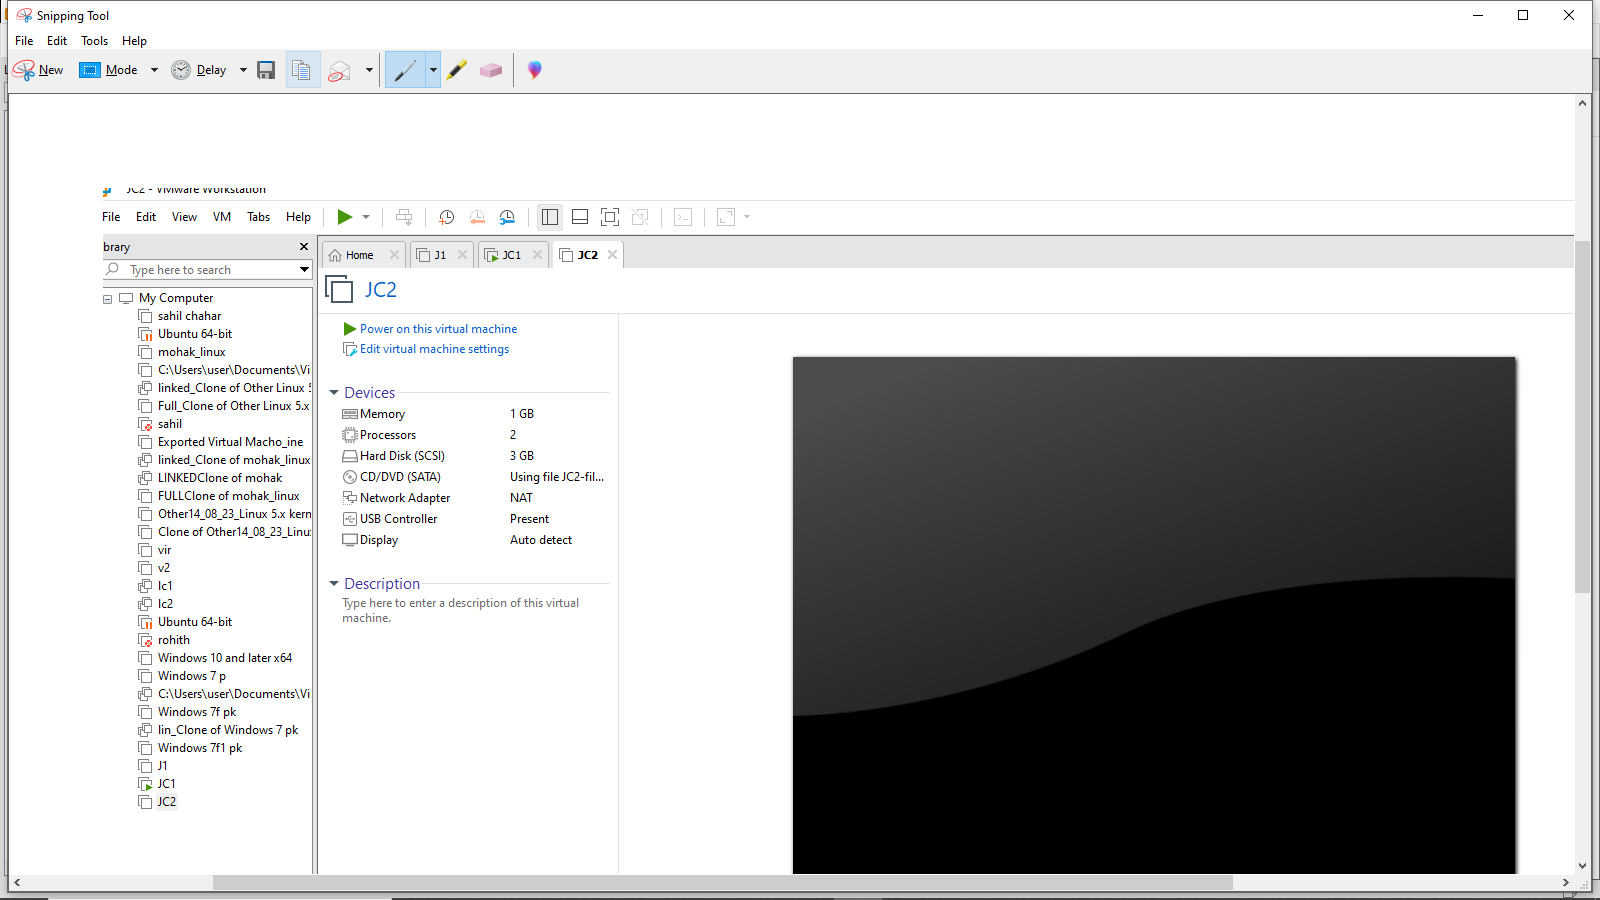 Snipping Tool
File Edit Tools Help
New Mode Delay
JC2 - VMware Workstation
File Edit View VM Tabs Help
brary
Home J1 JC1 JC2
Type here to search
JC2
My Computer
sahil chahar
Ubuntu 64-bit
mohak_linux
C:\Users\user\Documents\Vi
linked_Clone of Other Linux 5
Full_Clone of Other Linux 5.x
sahil
Exported Virtual Macho_ine
linked_Clone of mohak_linux
LINKEDClone of mohak
FULLClone of mohak_linux
Other14_08_23_Linux 5.x kern
Clone of Other14_08_23_Linu
vir
v2
lc1
lc2
Ubuntu 64-bit
rohith
Windows 10 and later x64
Windows 7 p
C:\Users\user\Documents\Vi
Windows 7f pk
lin_Clone of Windows 7 pk
Windows 7f1 pk
J1
JC1
JC2
Power on this virtual machine
Edit virtual machine settings
Devices
Memory 1 GB
Processors 2
Hard Disk (SCSI) 3 GB
CD/DVD (SATA) Using file JC2-fil...
Network Adapter NAT
USB Controller Present
Display Auto detect
Description
Type here to enter a description of this virtual
machine.